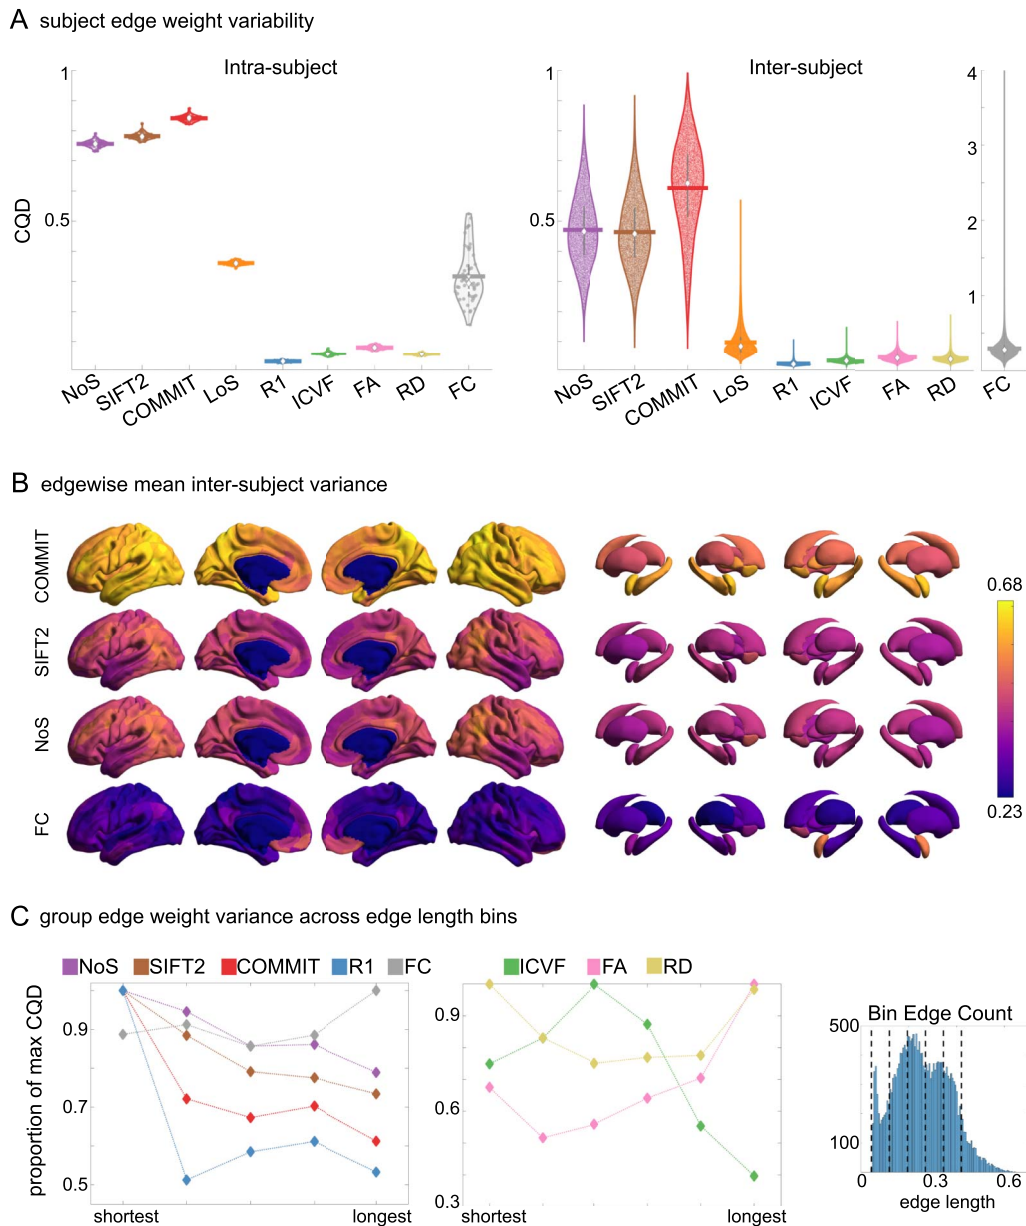 A subject edge weight variability
Intra-subject
Inter-subject
CQD
1
0.5
NoS
SIFT2
COMMIT
LoS
R1
ICVF
FA
RD
FC
1
0.5
NoS
SIFT2
COMMIT
LoS
R1
ICVF
FA
RD
4
3
2
1
FC
B edgewise mean inter-subject variance
COMMIT
SIFT2
NoS
FC
0.68
0.23
C group edge weight variance across edge length bins
NoS SIFT2 COMMIT R1 FC
proportion of max CQD
0.9
0.7
0.5
shortest longest
ICVF FA RD
0.9
0.6
0.3
shortest longest
Bin Edge Count
500
100
0 0.3 0.6
edge length